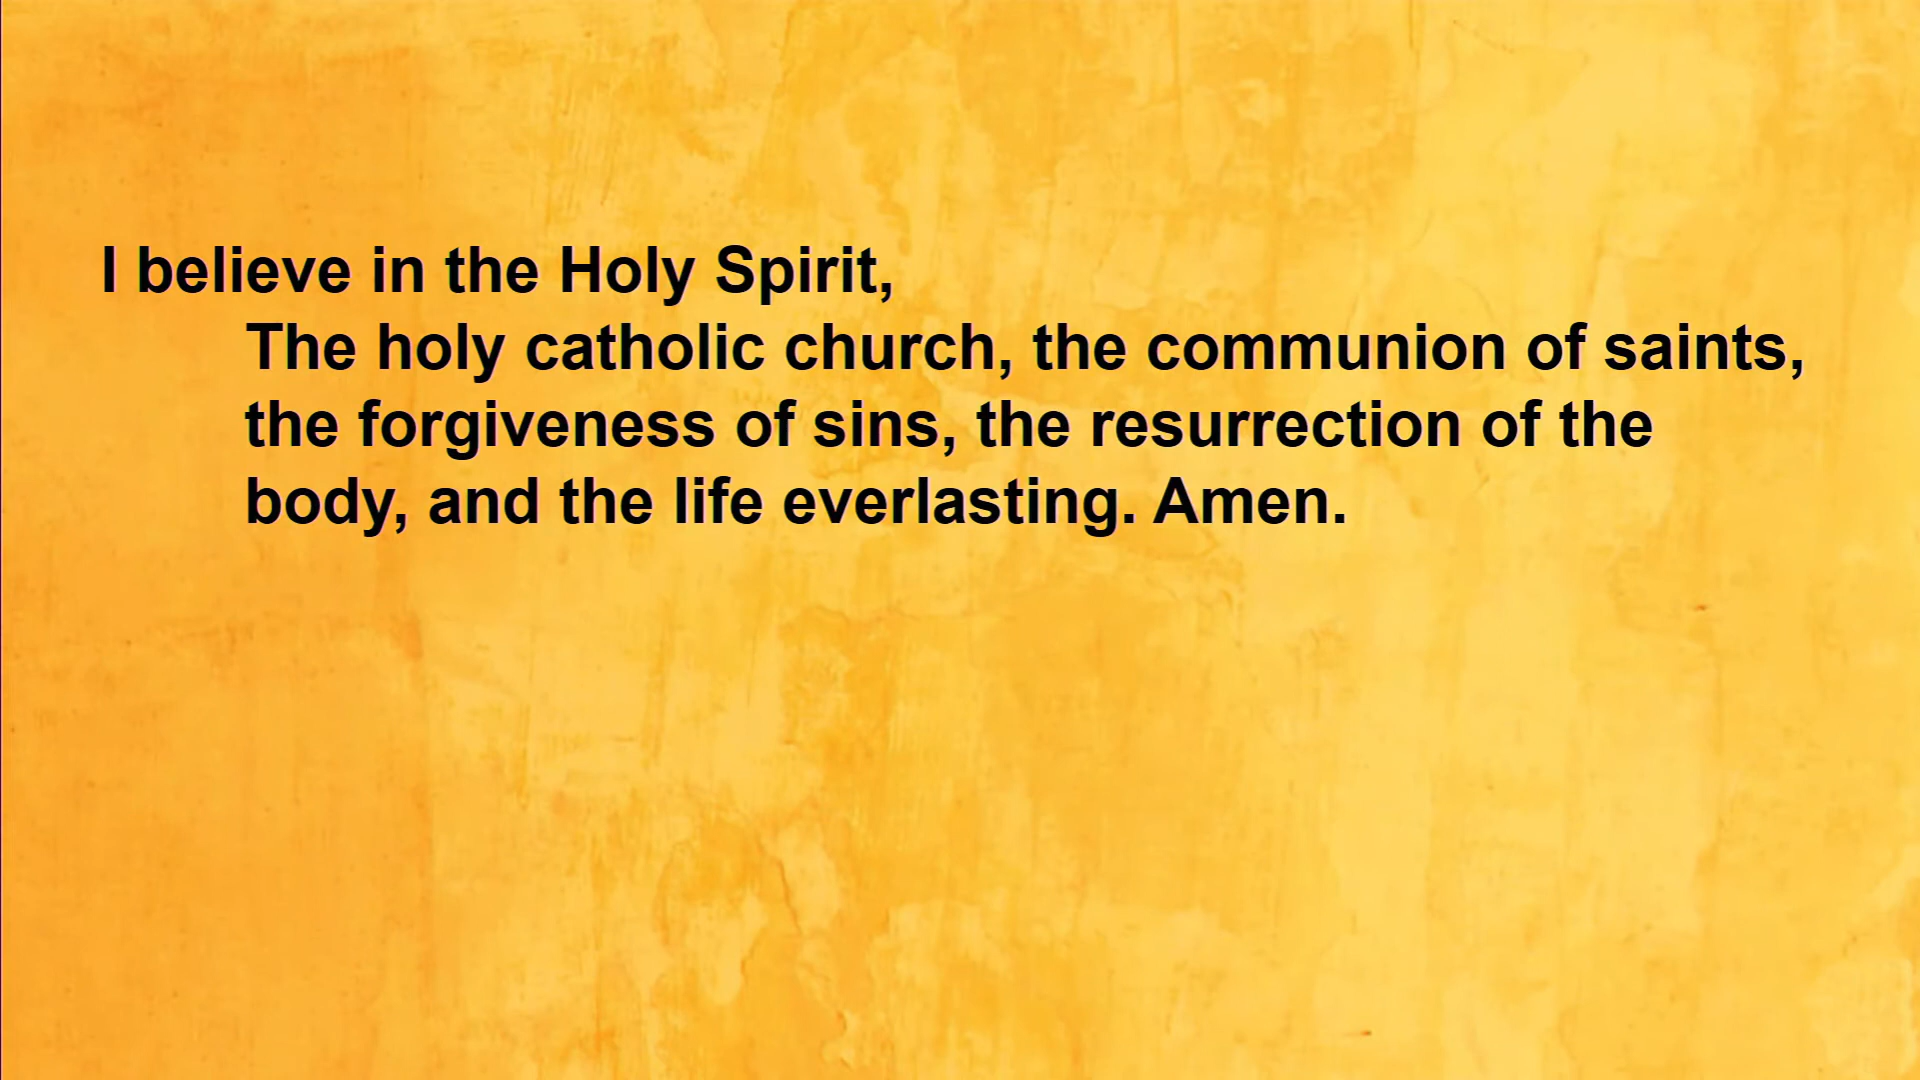 I believe in the Holy Spirit,
The holy catholic church, the communion of saints,
the forgiveness of sins, the resurrection of the
body, and the life everlasting. Amen.